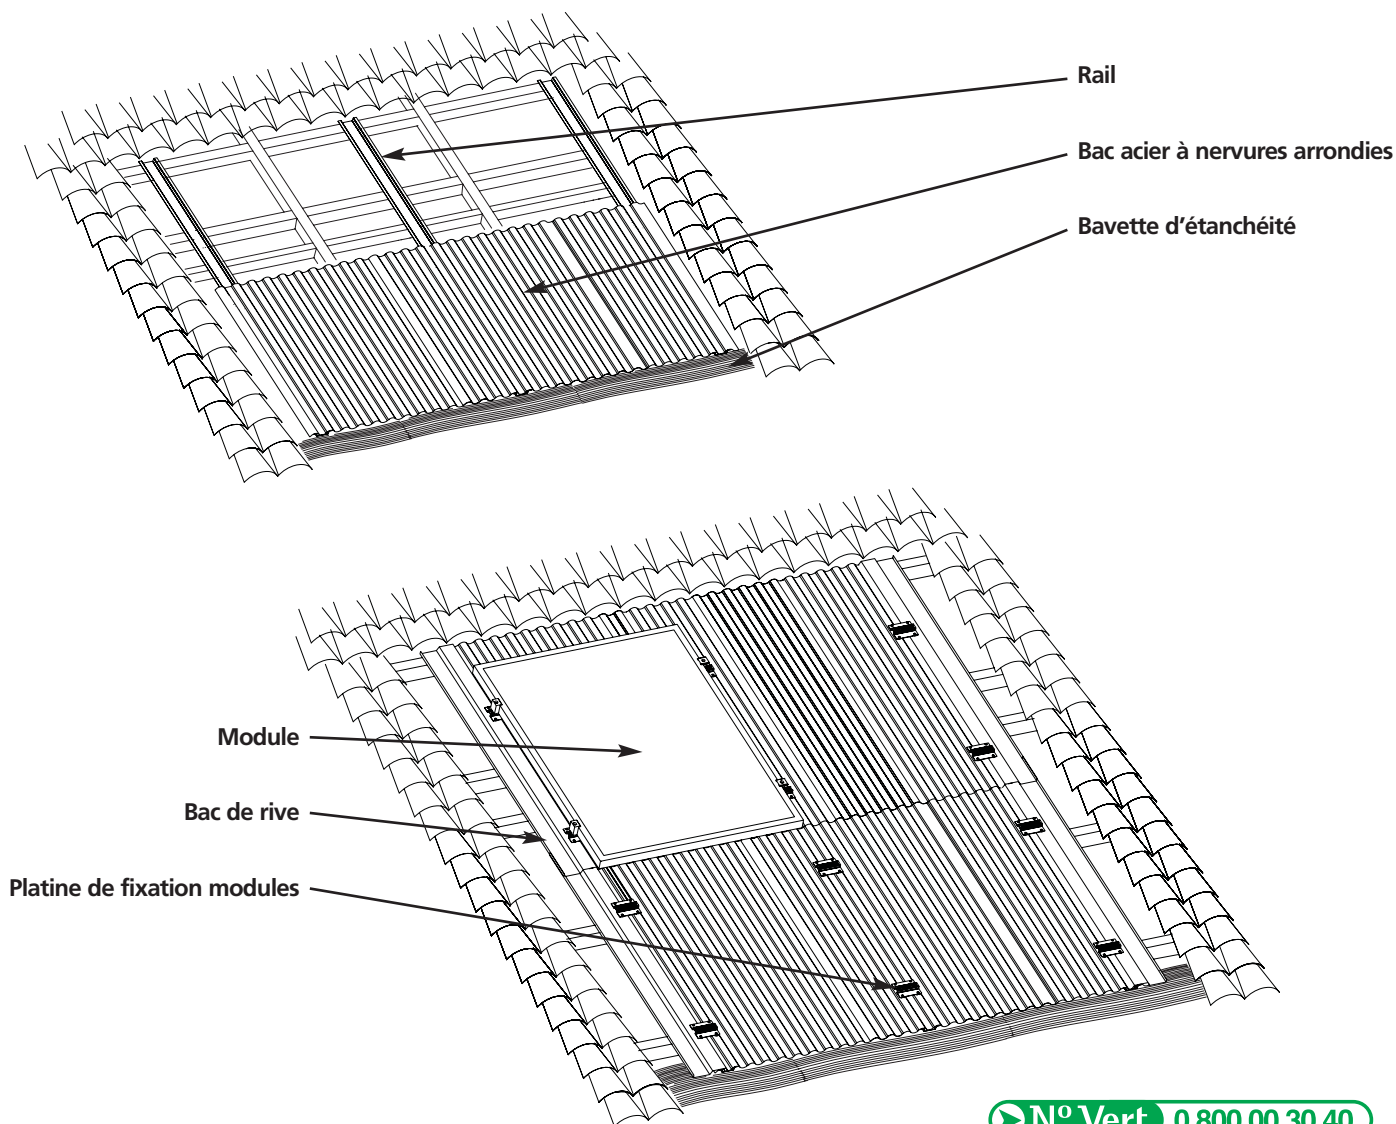 Rail
Bac acier à nervures arrondies
Bavette d'étanchéité
Module
Bac de rive
Platine de fixation modules
N° Vert 0 800 00 30 40